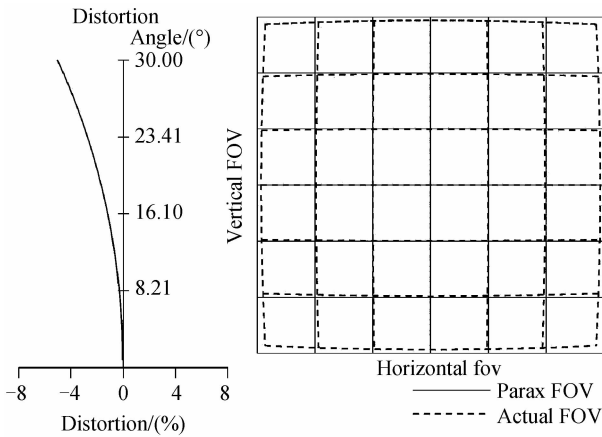 Distortion
Angle/(°)
30.00
23.41
16.10
8.21
−8 −4 0 4 8
Distortion/(%)
Vertical FOV
Horizontal fov
Parax FOV
Actual FOV